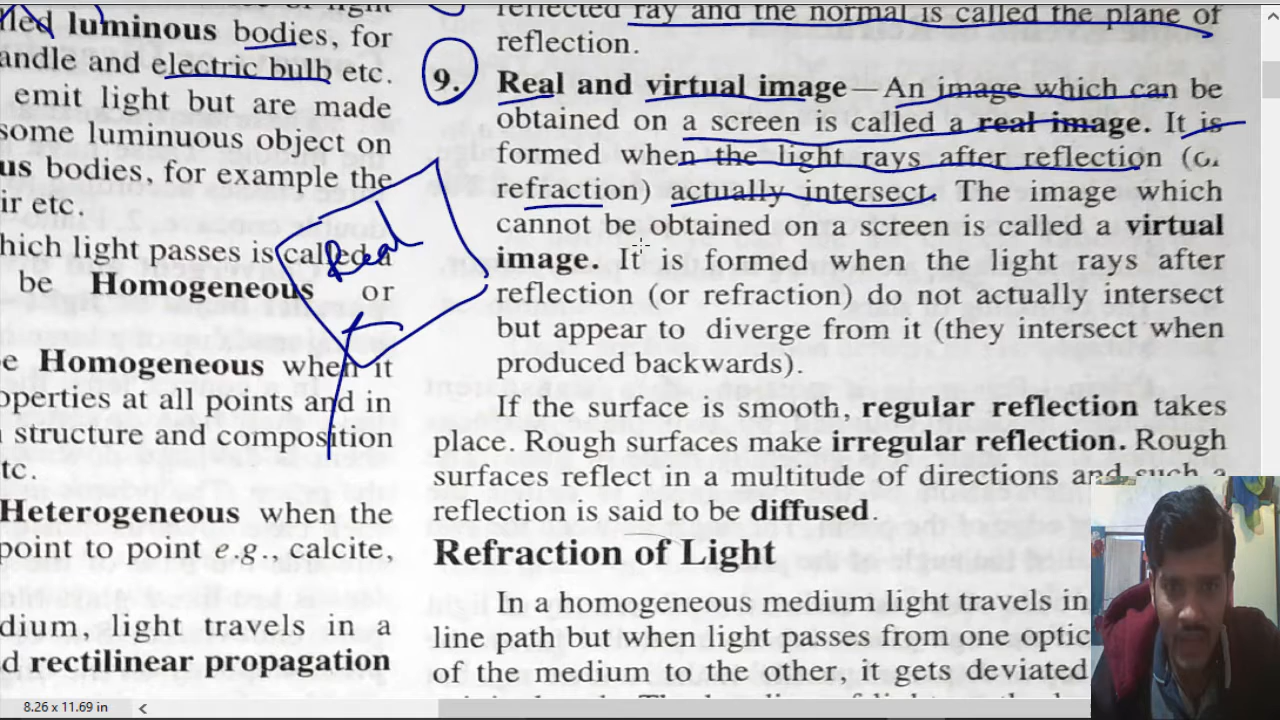 luminous bodies, for
andle and electric bulb etc.
emit light but are made
some luminuous object on
us bodies, for example the
ir etc.
hich light passes is called a
be Homogeneous or
e Homogeneous when it
operties at all points and in
structure and composition
tc.
Heterogeneous when the
point to point e.g., calcite,
dium, light travels in a
d rectilinear propagation
Real
reflected ray and the normal is called the plane of
reflection.
9. Real and virtual image—An image which can be
obtained on a screen is called a real image. It is
formed when the light rays after reflection (or
refraction) actually intersect. The image which
cannot be obtained on a screen is called a virtual
image. It is formed when the light rays after
reflection (or refraction) do not actually intersect
but appear to diverge from it (they intersect when
produced backwards).
If the surface is smooth, regular reflection takes
place. Rough surfaces make irregular reflection. Rough
surfaces reflect in a multitude of directions and such a
reflection is said to be diffused.
Refraction of Light
In a homogeneous medium light travels in
line path but when light passes from one optic
of the medium to the other, it gets deviated
8.26 x 11.69 in